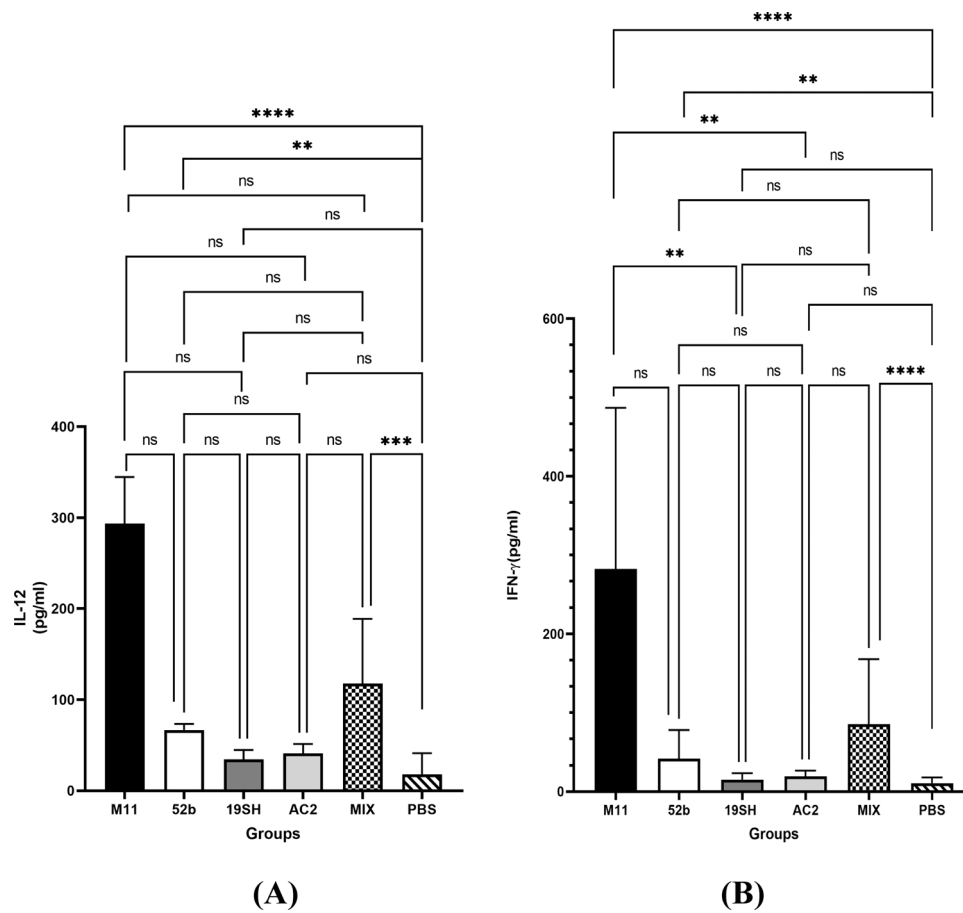 ****
**
ns
ns
ns
ns
ns
ns
ns
ns
ns
ns
ns
ns
***
400
300
200
100
0
IL-12
(pg/ml)
M11 52b 19SH AC2 MIX PBS
Groups
(A)
****
**
**
ns
ns
**
ns
ns
ns
ns
ns
ns
ns
****
600
400
200
0
IFN-γ(pg/ml)
M11 52b 19SH AC2 MIX PBS
Groups
(B)